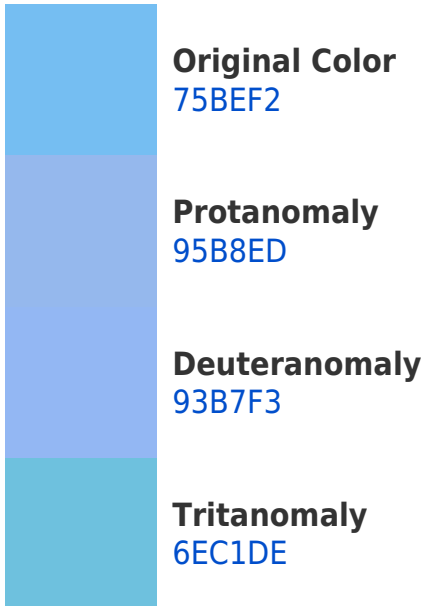 Original Color
75BEF2
Protanomaly
95B8ED
Deuteranomaly
93B7F3
Tritanomaly
6EC1DE